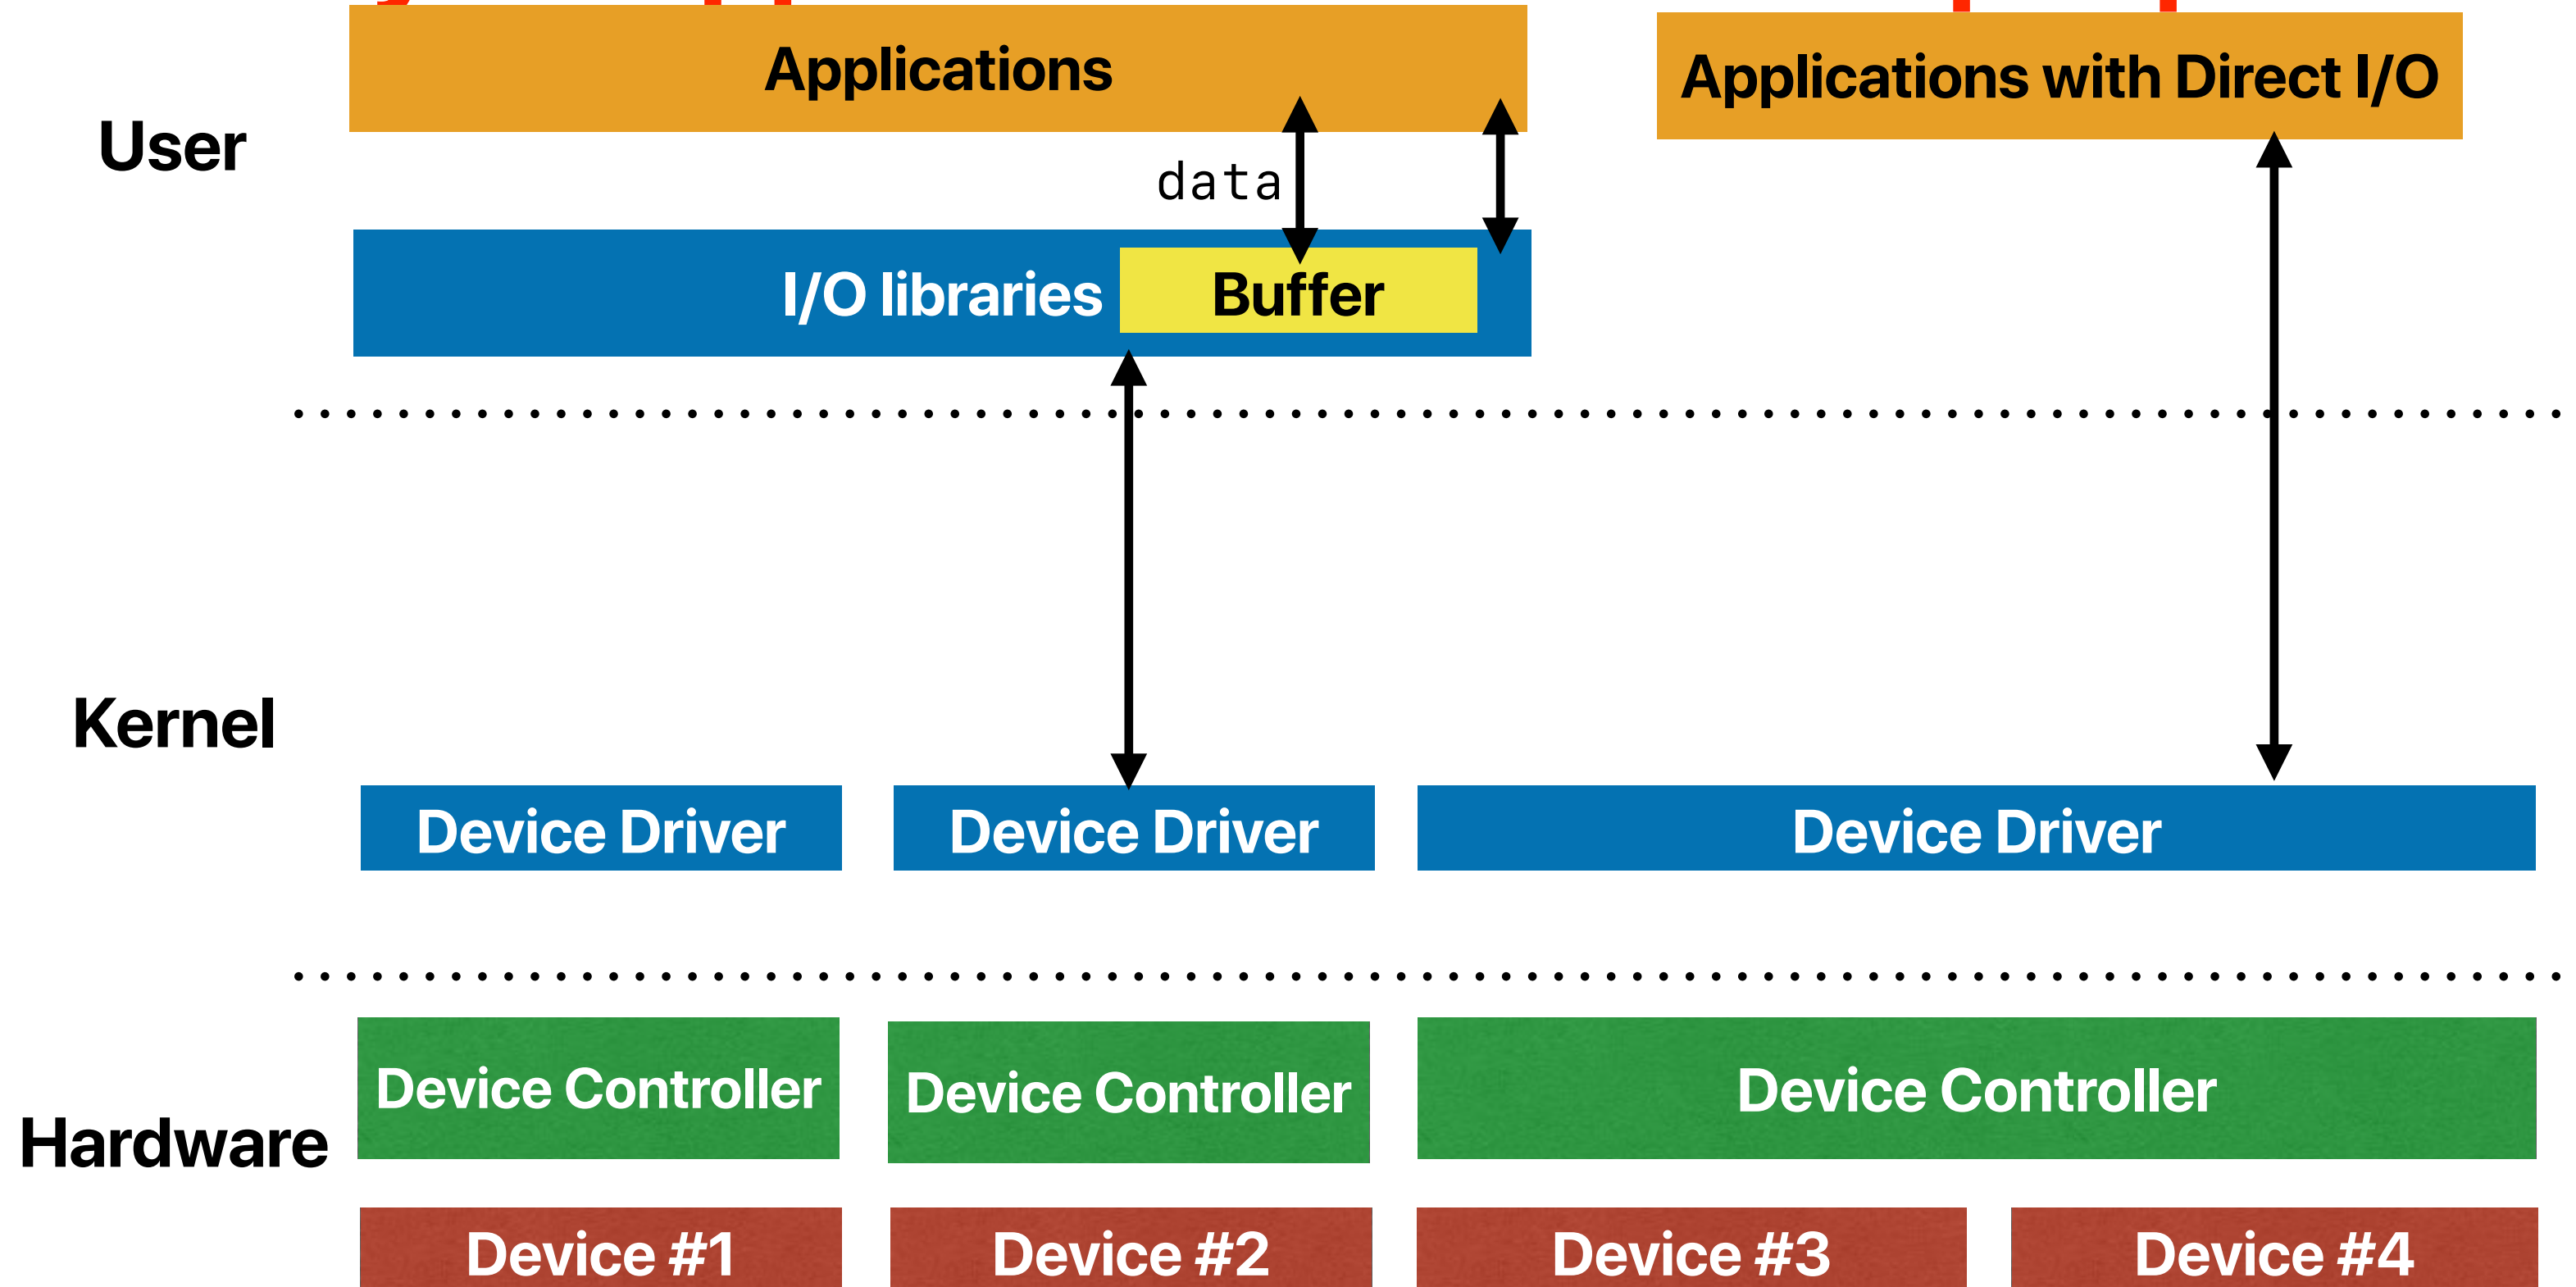 Applications
Applications with Direct I/O
User
data
I/O libraries
Buffer
Kernel
Device Driver
Device Driver
Device Driver
Device Controller
Device Controller
Device Controller
Hardware
Device #1
Device #2
Device #3
Device #4